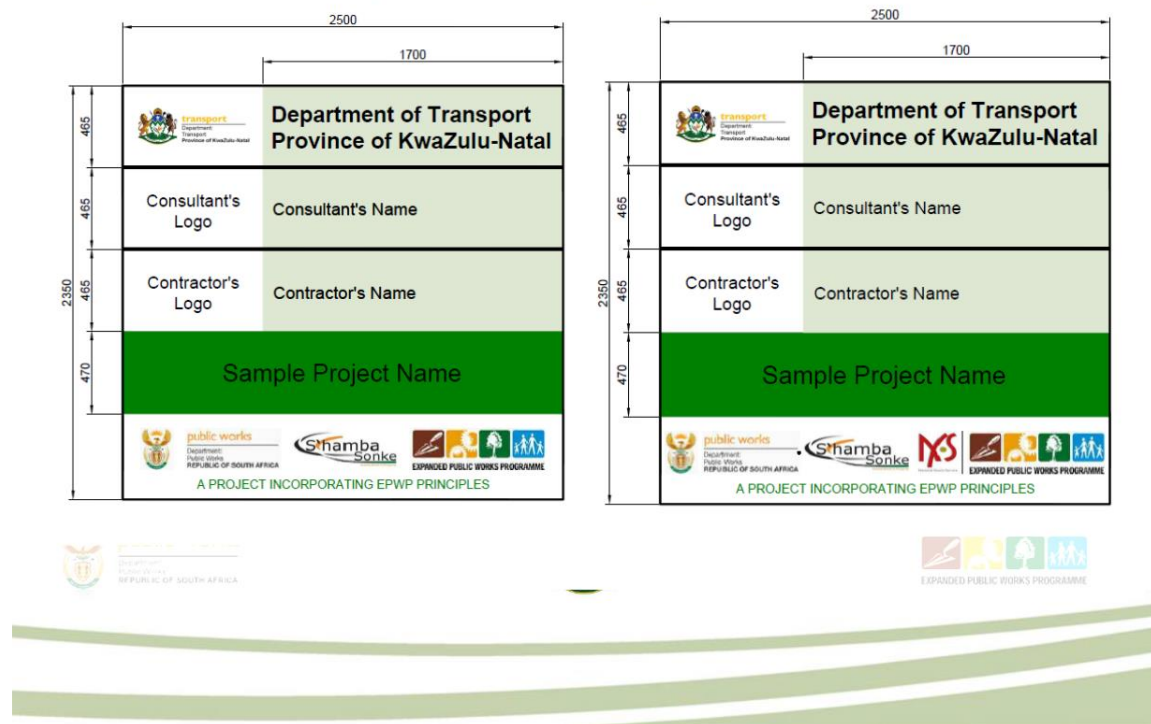 2500
1700
465
465
2350
465
470
transport
Department:
Transport
Province of KwaZulu-Natal
Department of Transport
Province of KwaZulu-Natal
Consultant's
Logo
Consultant's Name
Contractor's
Logo
Contractor's Name
Sample Project Name
public works
Department:
Public Works
REPUBLIC OF SOUTH AFRICA
S'hamba
Sonke
EXPANDED PUBLIC WORKS PROGRAMME
A PROJECT INCORPORATING EPWP PRINCIPLES
2500
1700
465
465
2350
465
470
transport
Department:
Transport
Province of KwaZulu-Natal
Department of Transport
Province of KwaZulu-Natal
Consultant's
Logo
Consultant's Name
Contractor's
Logo
Contractor's Name
Sample Project Name
public works
Department:
Public Works
REPUBLIC OF SOUTH AFRICA
S'hamba
Sonke
NYS
EXPANDED PUBLIC WORKS PROGRAMME
A PROJECT INCORPORATING EPWP PRINCIPLES
REPUBLIC OF SOUTH AFRICA
EXPANDED PUBLIC WORKS PROGRAMME